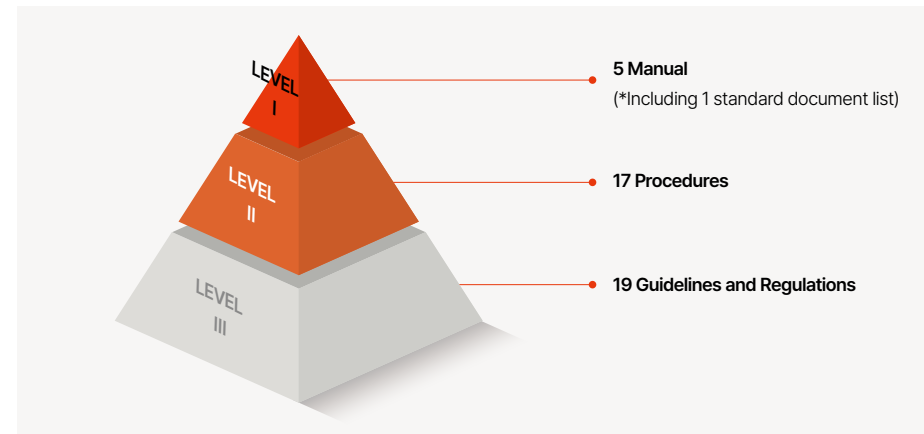 LEVEL
I
5 Manual
(*Including 1 standard document list)
LEVEL
II
17 Procedures
LEVEL
III
19 Guidelines and Regulations